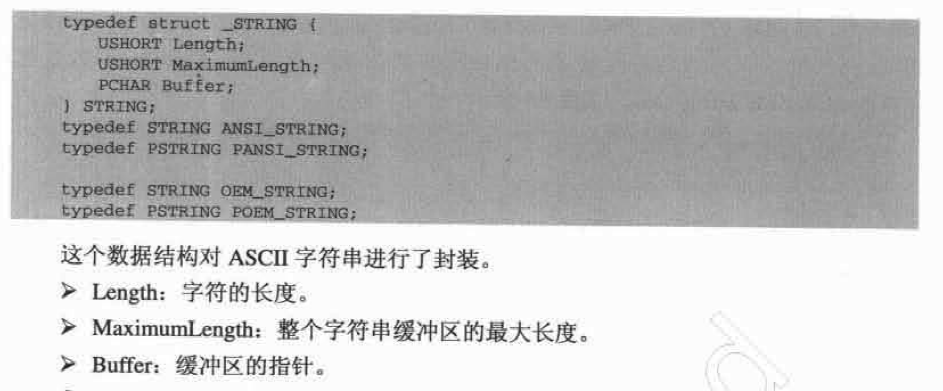 typedef struct _STRING {
USHORT Length;
USHORT MaximumLength;
PCHAR Buffer;
} STRING;
typedef STRING ANSI_STRING;
typedef PSTRING PANSI_STRING;
typedef STRING OEM_STRING;
typedef PSTRING POEM_STRING;
这个数据结构对 ASCII 字符串进行了封装。
➢ Length：字符的长度。
➢ MaximumLength：整个字符串缓冲区的最大长度。
➢ Buffer：缓冲区的指针。